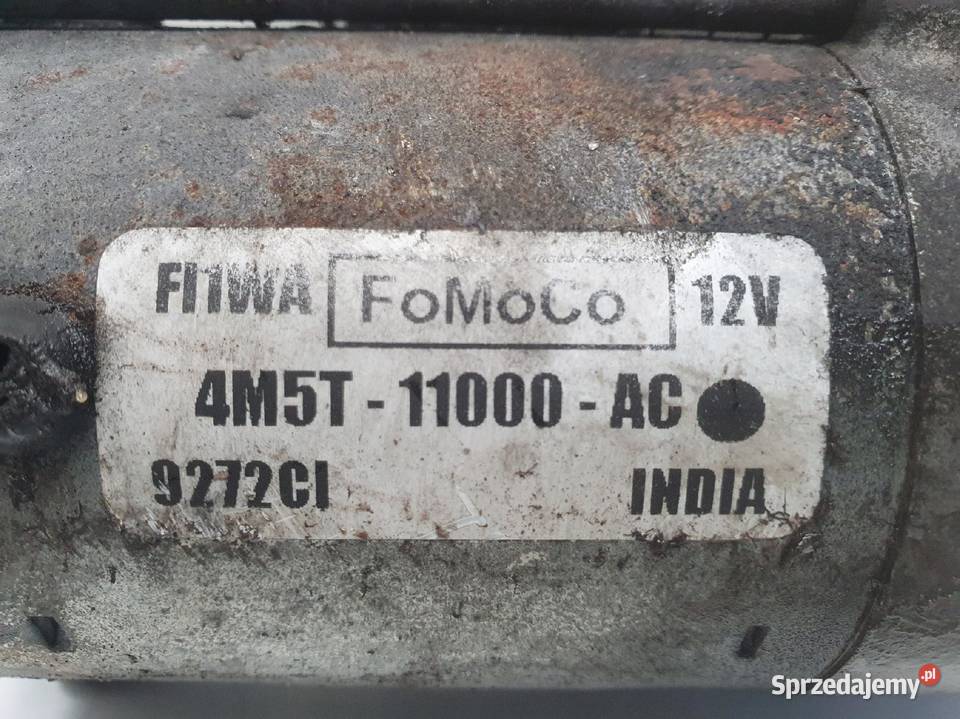 FI1WA FoMoCo 12V
4M5T - 11000 - AC
9272CI INDIA
Sprzedajemy.pl